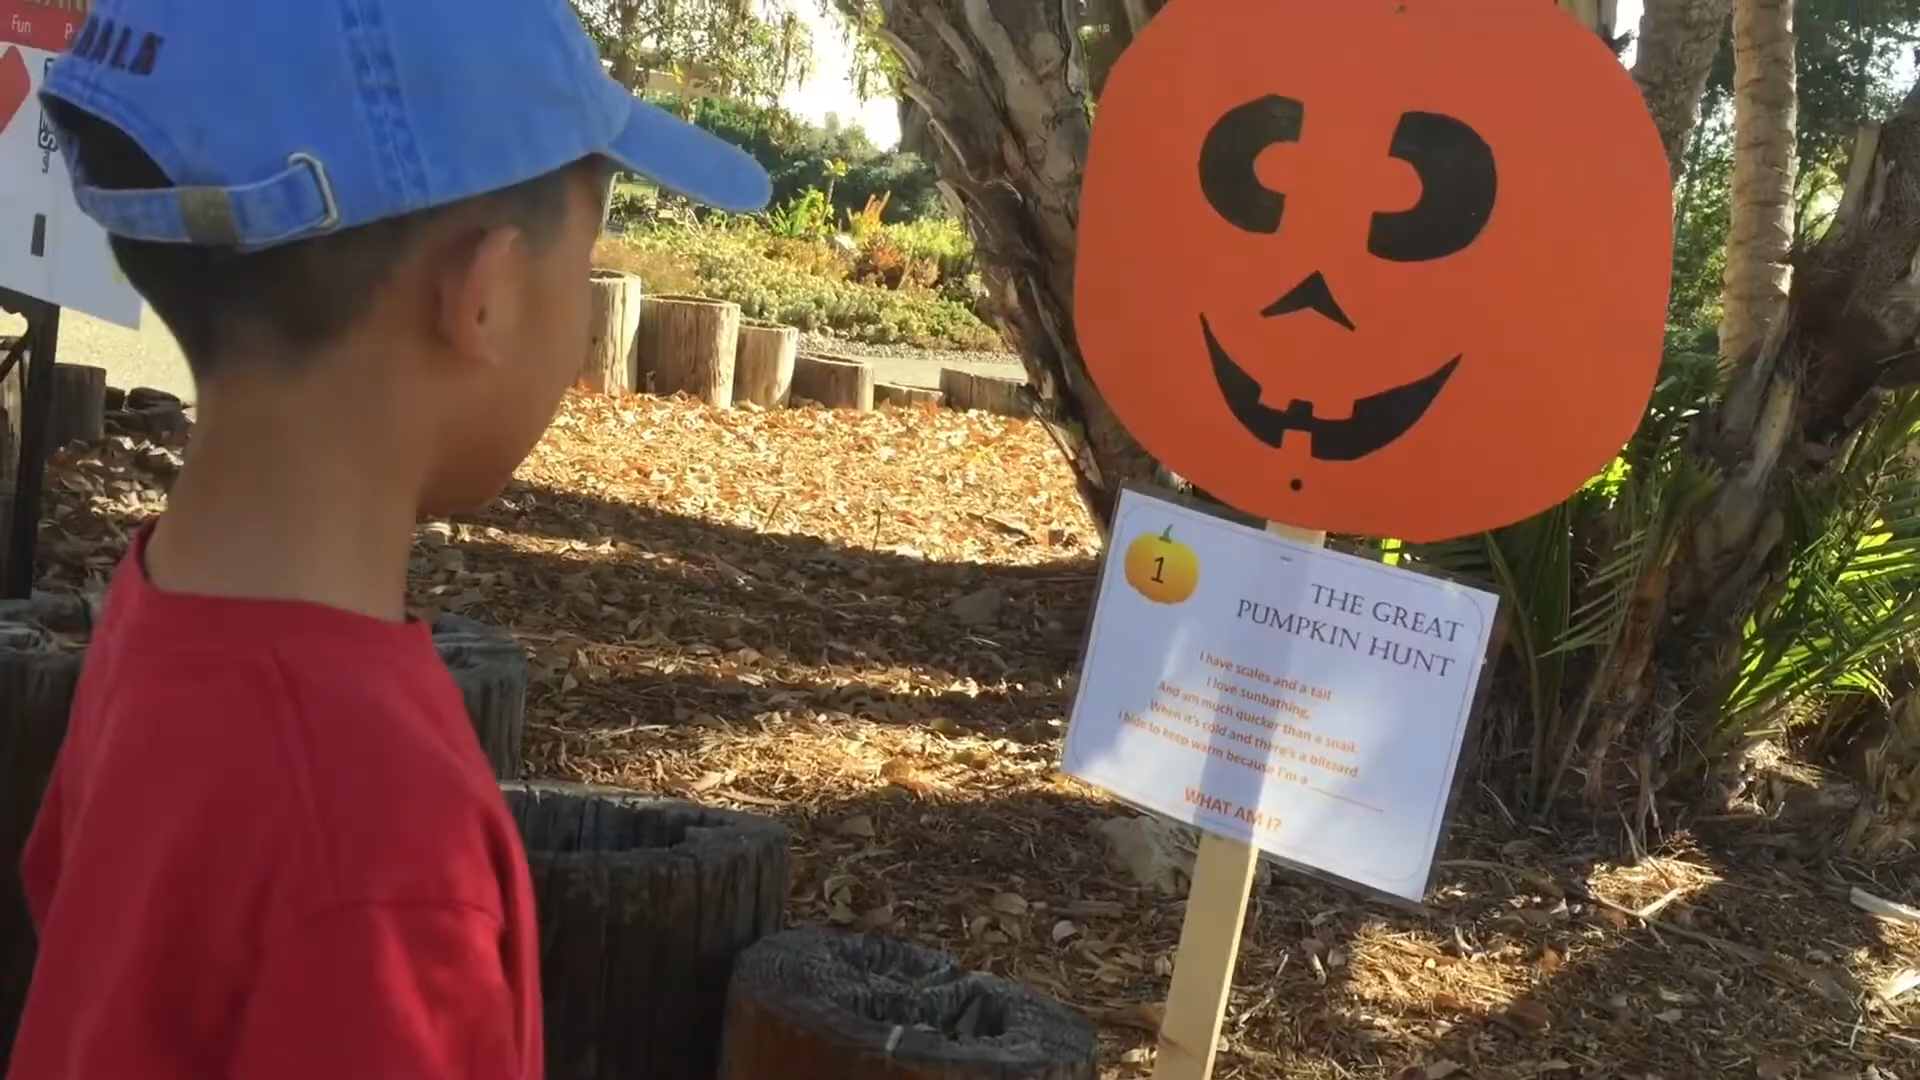 Fun
1
THE GREAT
PUMPKIN HUNT
I have scales and a tail
I love sunbathing,
And am much quicker than a snail.
When it's cold and there's a blizzard
I hide to keep warm because I'm a ____________
WHAT AM I?